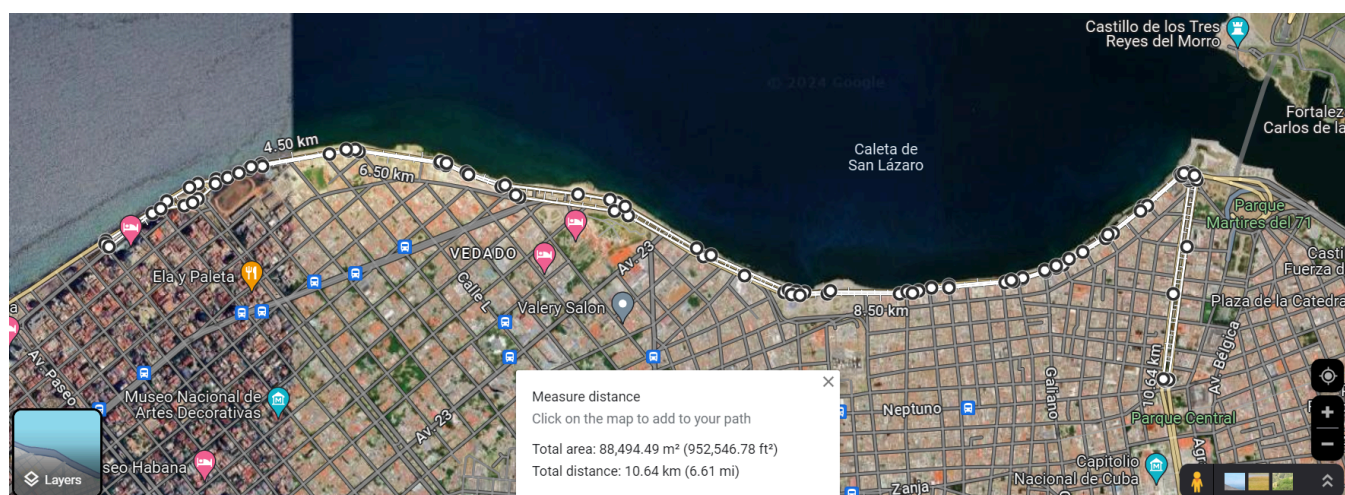 Castillo de los Tres
Reyes del Morro
© 2024 Google
Fortalez
Carlos de la
4.50 km
Caleta de
San Lázaro
6.50 km
Parque
Martires del 71
VEDADO
Av. 23
Casti
Fuerza d
Ela y Paleta
Calle L
Valery Salon
8.50 km
Plaza de la Catedra
a
Av. Paseo
10.64 km
Av. Bélgica
Galiano
Museo Nacional de
Artes Decorativas
Av. 23
Neptuno
Parque Central
Measure distance
Click on the map to add to your path
Total area: 88,494.49 m² (952,546.78 ft²)
Total distance: 10.64 km (6.61 mi)
seo Habana
Capitolio
Nacional de Cuba
Agr
Zanja
Layers